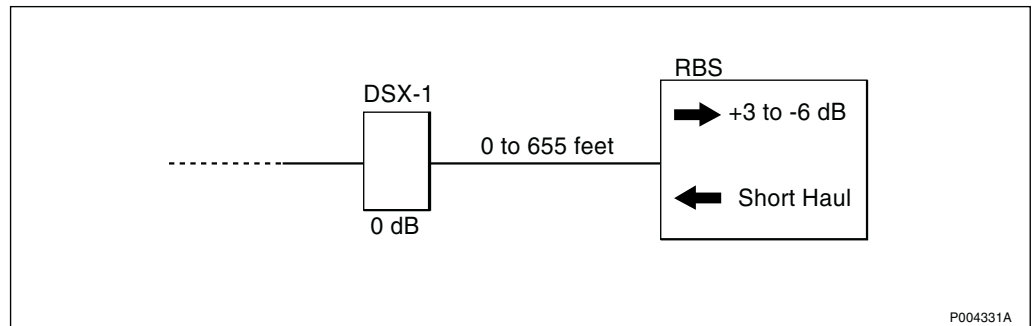 RBS
DSX-1
+3 to -6 dB
0 to 655 feet
Short Haul
0 dB
P004331A